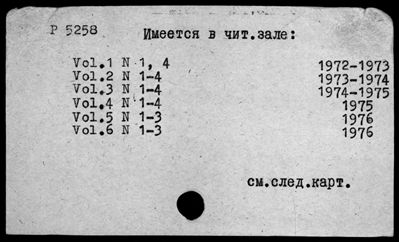 P 5258 Имеется в чит.зале:
Vol.1 N 1, 4 1972-1973
Vol.2 N 1-4 1973-1974
Vol.3 N 1-4 1974-1975
Vol.4 N 1-4 1975
Vol.5 N 1-3 1976
Vol.6 N 1-3 1976
см.след.карт.